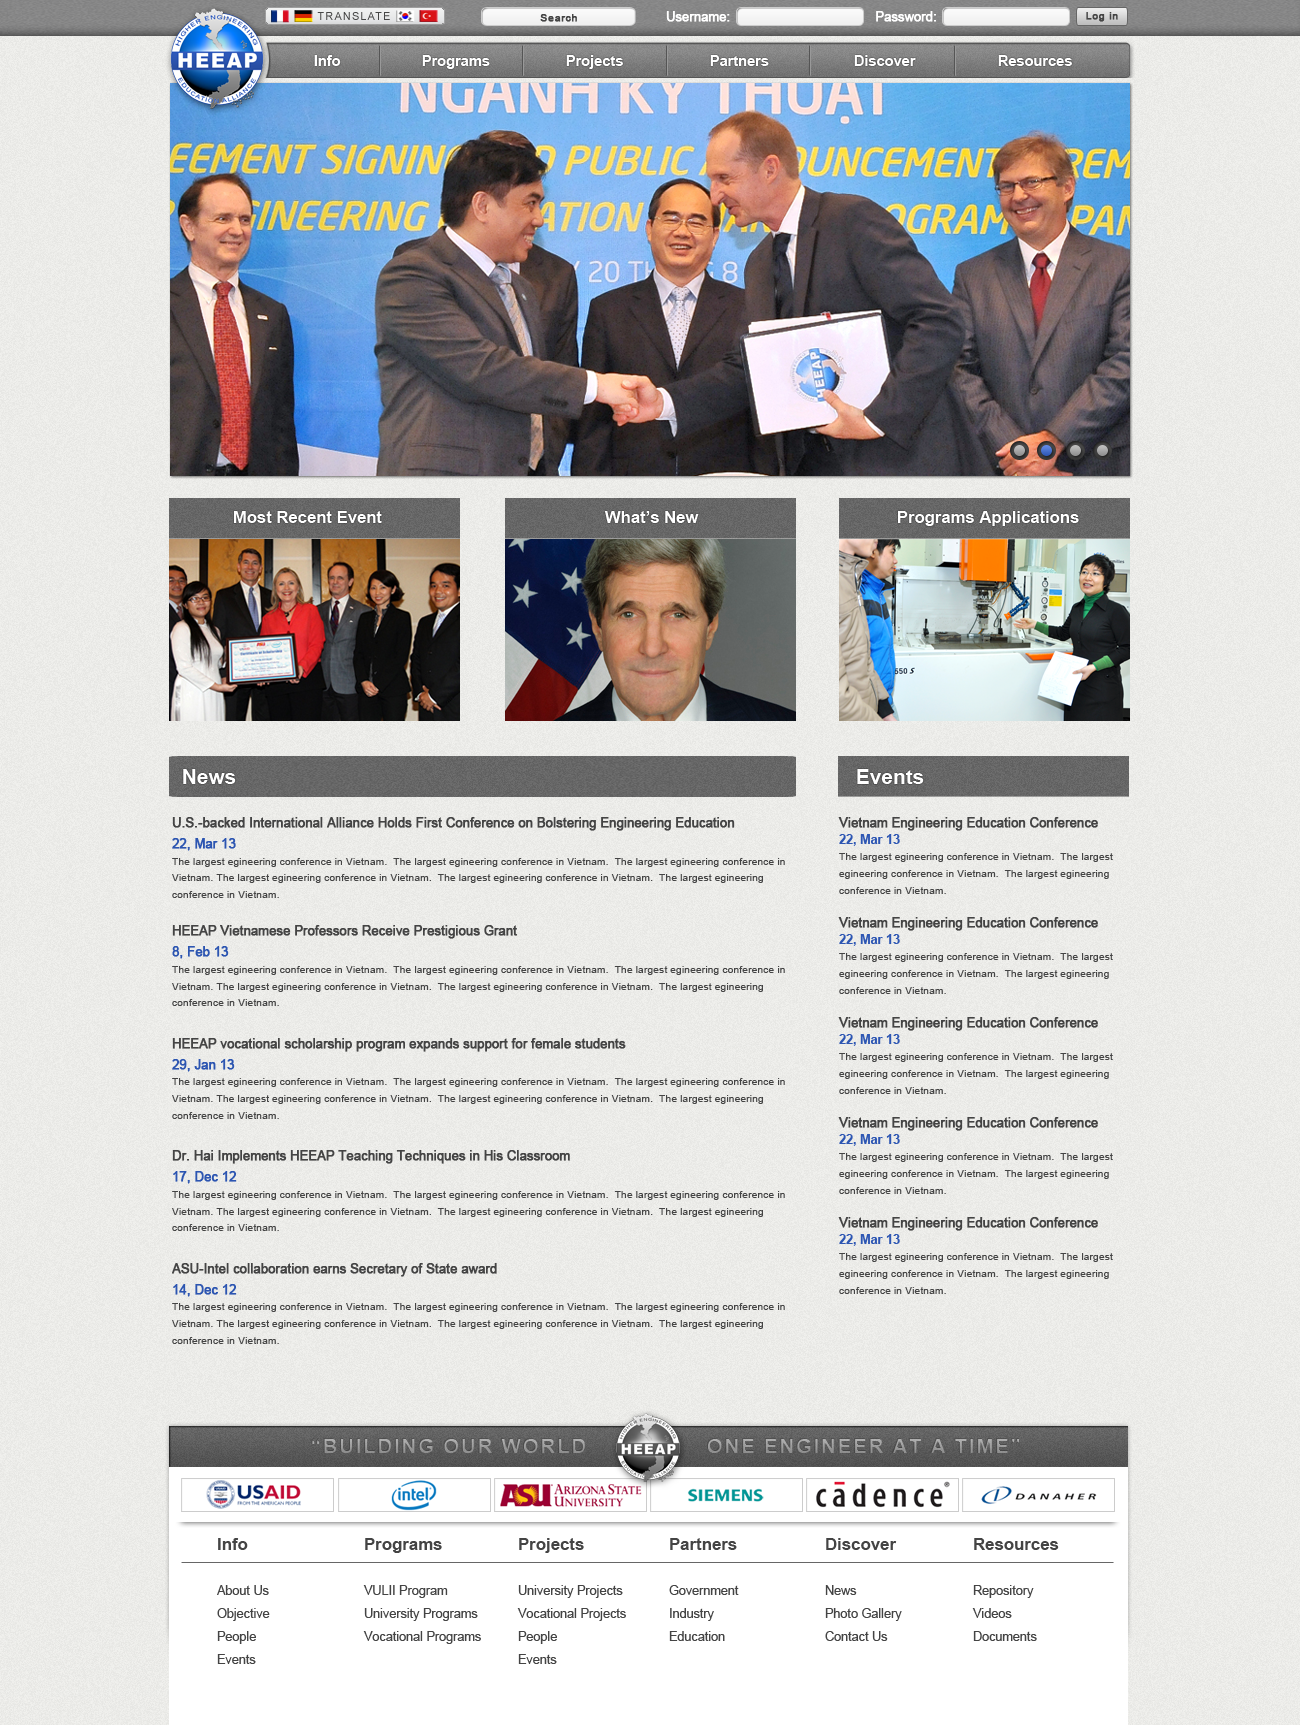 TRANSLATE
Search
Username:
Password:
Log in
HIGHER ENGINEERING
HEEAP
EDUCATION ALLIANCE
Info
Programs
Projects
Partners
Discover
Resources
NGÀNH KỸ THUẬT
EEMENT SIGNING D PUBLIC A OUNCEMENT EREM
GINEERING ATION PROGRAM PAN
20 TH 8
HEEAP
Most Recent Event
What's New
Programs Applications
550 S
News
U.S.-backed International Alliance Holds First Conference on Bolstering Engineering Education
22, Mar 13
The largest egineering conference in Vietnam.  The largest egineering conference in Vietnam.  The largest egineering conference in
Vietnam. The largest egineering conference in Vietnam.  The largest egineering conference in Vietnam.  The largest egineering
conference in Vietnam.
HEEAP Vietnamese Professors Receive Prestigious Grant
8, Feb 13
The largest egineering conference in Vietnam.  The largest egineering conference in Vietnam.  The largest egineering conference in
Vietnam. The largest egineering conference in Vietnam.  The largest egineering conference in Vietnam.  The largest egineering
conference in Vietnam.
HEEAP vocational scholarship program expands support for female students
29, Jan 13
The largest egineering conference in Vietnam.  The largest egineering conference in Vietnam.  The largest egineering conference in
Vietnam. The largest egineering conference in Vietnam.  The largest egineering conference in Vietnam.  The largest egineering
conference in Vietnam.
Dr. Hai Implements HEEAP Teaching Techniques in His Classroom
17, Dec 12
The largest egineering conference in Vietnam.  The largest egineering conference in Vietnam.  The largest egineering conference in
Vietnam. The largest egineering conference in Vietnam.  The largest egineering conference in Vietnam.  The largest egineering
conference in Vietnam.
ASU-Intel collaboration earns Secretary of State award
14, Dec 12
The largest egineering conference in Vietnam.  The largest egineering conference in Vietnam.  The largest egineering conference in
Vietnam. The largest egineering conference in Vietnam.  The largest egineering conference in Vietnam.  The largest egineering
conference in Vietnam.
Events
Vietnam Engineering Education Conference
22, Mar 13
The largest egineering conference in Vietnam.  The largest
egineering conference in Vietnam.  The largest egineering
conference in Vietnam.
Vietnam Engineering Education Conference
22, Mar 13
The largest egineering conference in Vietnam.  The largest
egineering conference in Vietnam.  The largest egineering
conference in Vietnam.
Vietnam Engineering Education Conference
22, Mar 13
The largest egineering conference in Vietnam.  The largest
egineering conference in Vietnam.  The largest egineering
conference in Vietnam.
Vietnam Engineering Education Conference
22, Mar 13
The largest egineering conference in Vietnam.  The largest
egineering conference in Vietnam.  The largest egineering
conference in Vietnam.
Vietnam Engineering Education Conference
22, Mar 13
The largest egineering conference in Vietnam.  The largest
egineering conference in Vietnam.  The largest egineering
conference in Vietnam.
“BUILDING OUR WORLD
HEEAP
ONE ENGINEER AT A TIME”
USAID
FROM THE AMERICAN PEOPLE
intel
ASU ARIZONA STATE
UNIVERSITY
SIEMENS
cādence®
DANAHER
Info
Programs
Projects
Partners
Discover
Resources
About Us
VULII Program
University Projects
Government
News
Repository
Objective
University Programs
Vocational Projects
Industry
Photo Gallery
Videos
People
Vocational Programs
People
Education
Contact Us
Documents
Events
Events